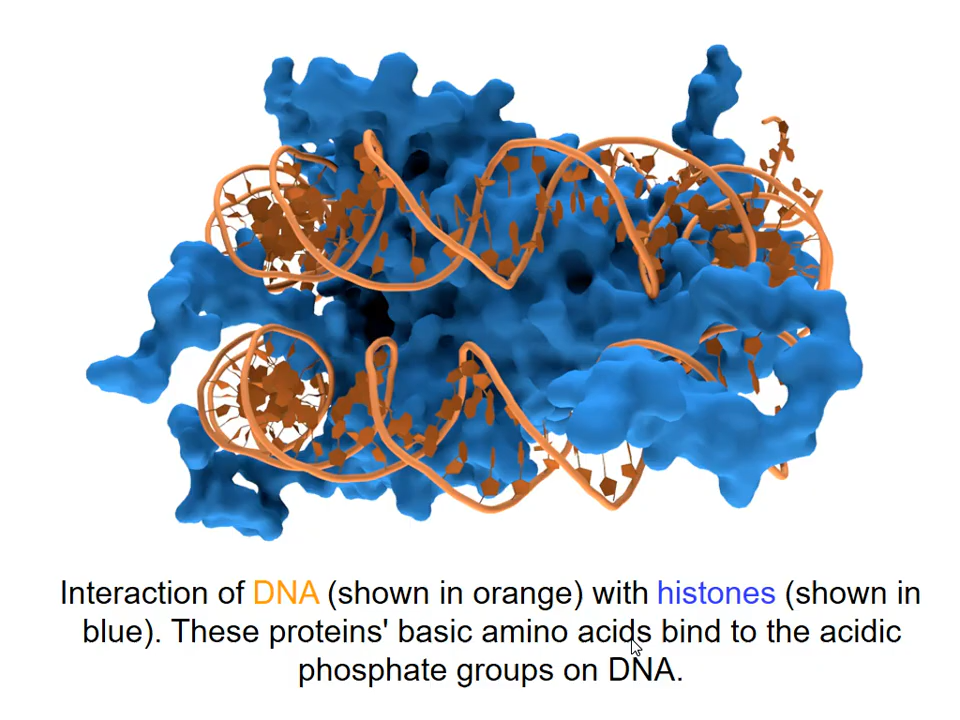 Interaction of DNA (shown in orange) with histones (shown in
blue). These proteins' basic amino acids bind to the acidic
phosphate groups on DNA.